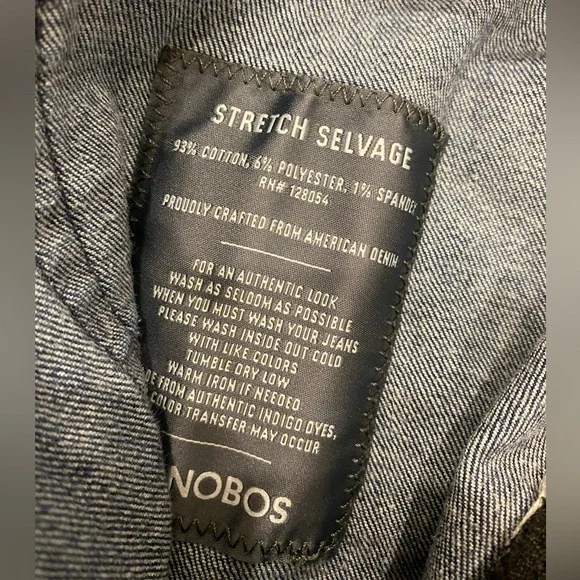 STRETCH SELVAGE
93% COTTON, 6% POLYESTER, 1% SPANDEX
RN# 128054
PROUDLY CRAFTED FROM AMERICAN DENIM
FOR AN AUTHENTIC LOOK
WASH AS SELDOM AS POSSIBLE
WHEN YOU MUST WASH YOUR JEANS
PLEASE WASH INSIDE OUT COLD
WITH LIKE COLORS
TUMBLE DRY LOW
WARM IRON IF NEEDED
FROM AUTHENTIC INDIGO DYES,
COLOR TRANSFER MAY OCCUR
NOBOS